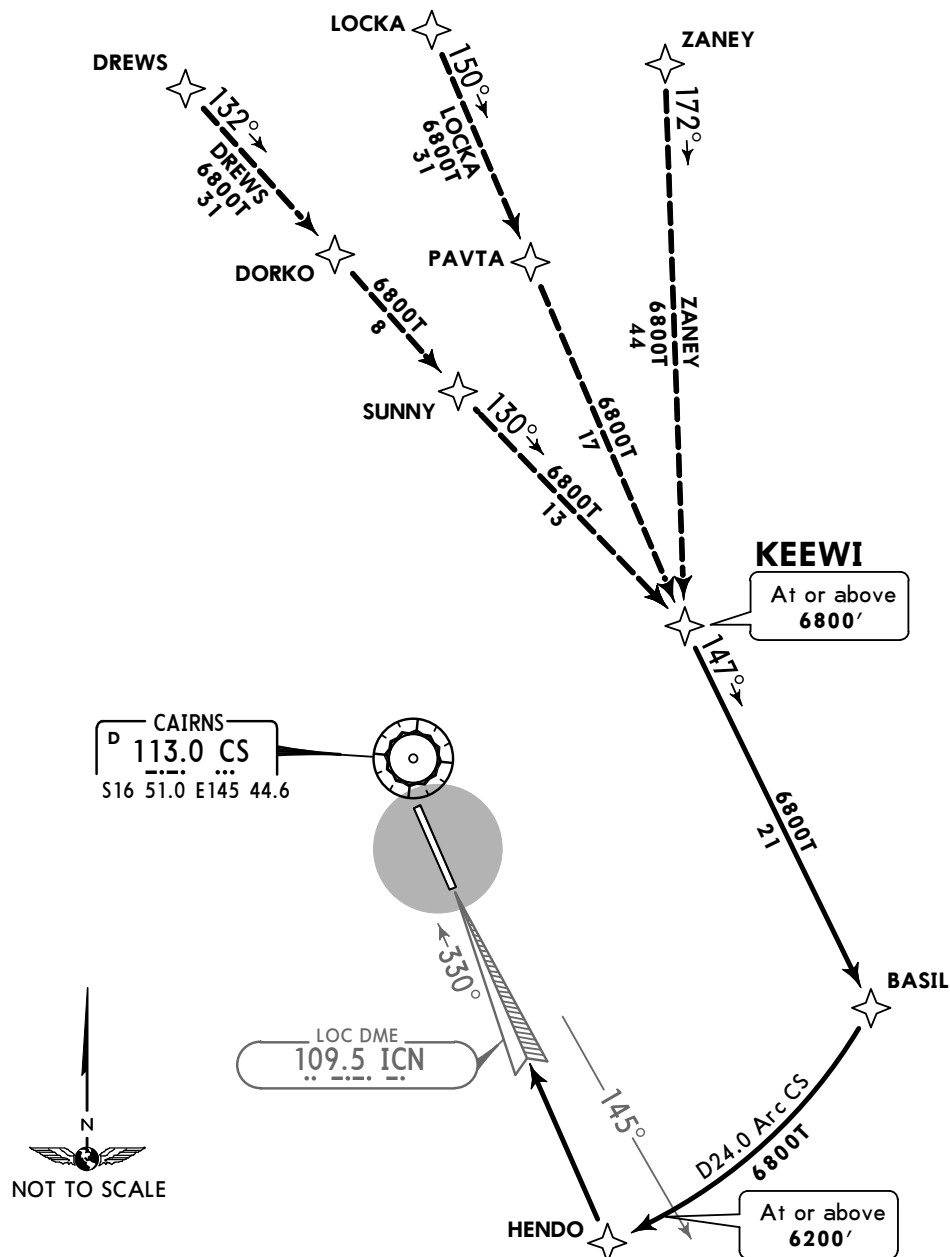 LOCKA
ZANEY
DREWS
150°
172°
132°
LOCKA
6800T
31
DREWS
6800T
31
DORKO
PAVTA
ZANEY
6800T
44
6800T
8
SUNNY
130°
6800T
17
6800T
13
KEEWI
At or above
6800'
147°
CAIRNS
D 113.0 CS
S16 51.0 E145 44.6
6800T
21
330°
BASIL
LOC DME
109.5 ICN
145°
D24.0 Arc CS
6800T
N
NOT TO SCALE
HENDO
At or above
6200'